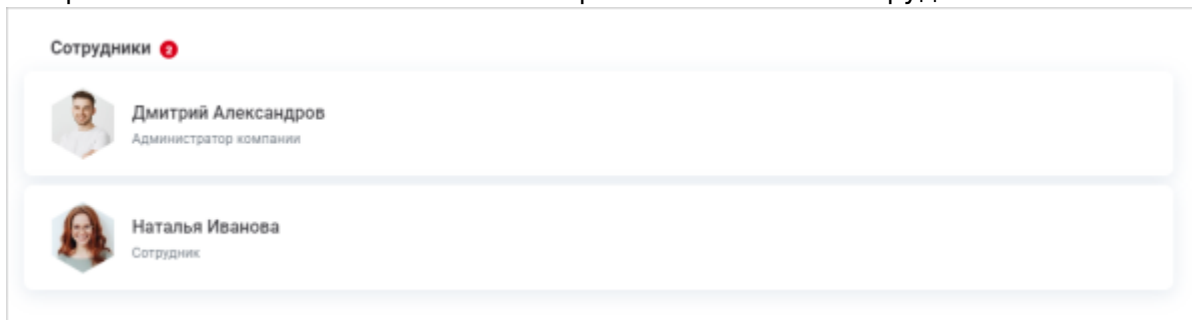 Сотрудники 2
Дмитрий Александров
Администратор компании
Наталья Иванова
Сотрудник